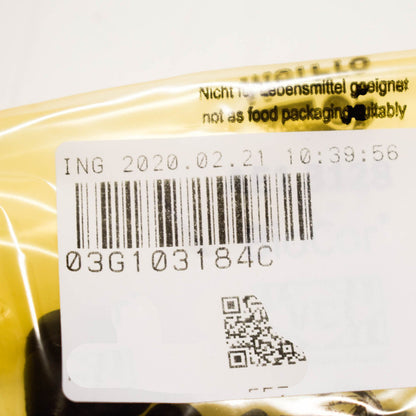 Nicht für Lebensmittel geeignet
not as food packaging suitably
ING 2020.02.21 10:39:56
03G103184C